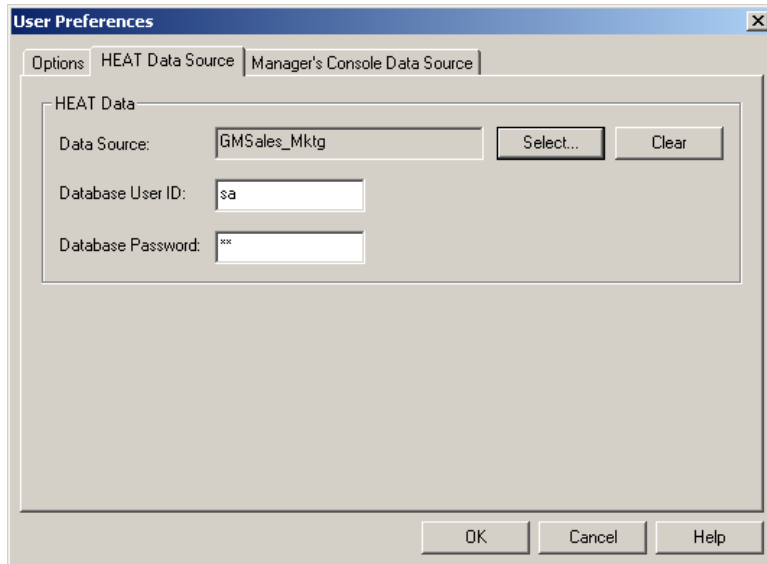 User Preferences
Options HEAT Data Source Manager's Console Data Source
HEAT Data
Data Source: GMSales_Mktg Select... Clear
Database User ID: sa
Database Password: **
OK Cancel Help